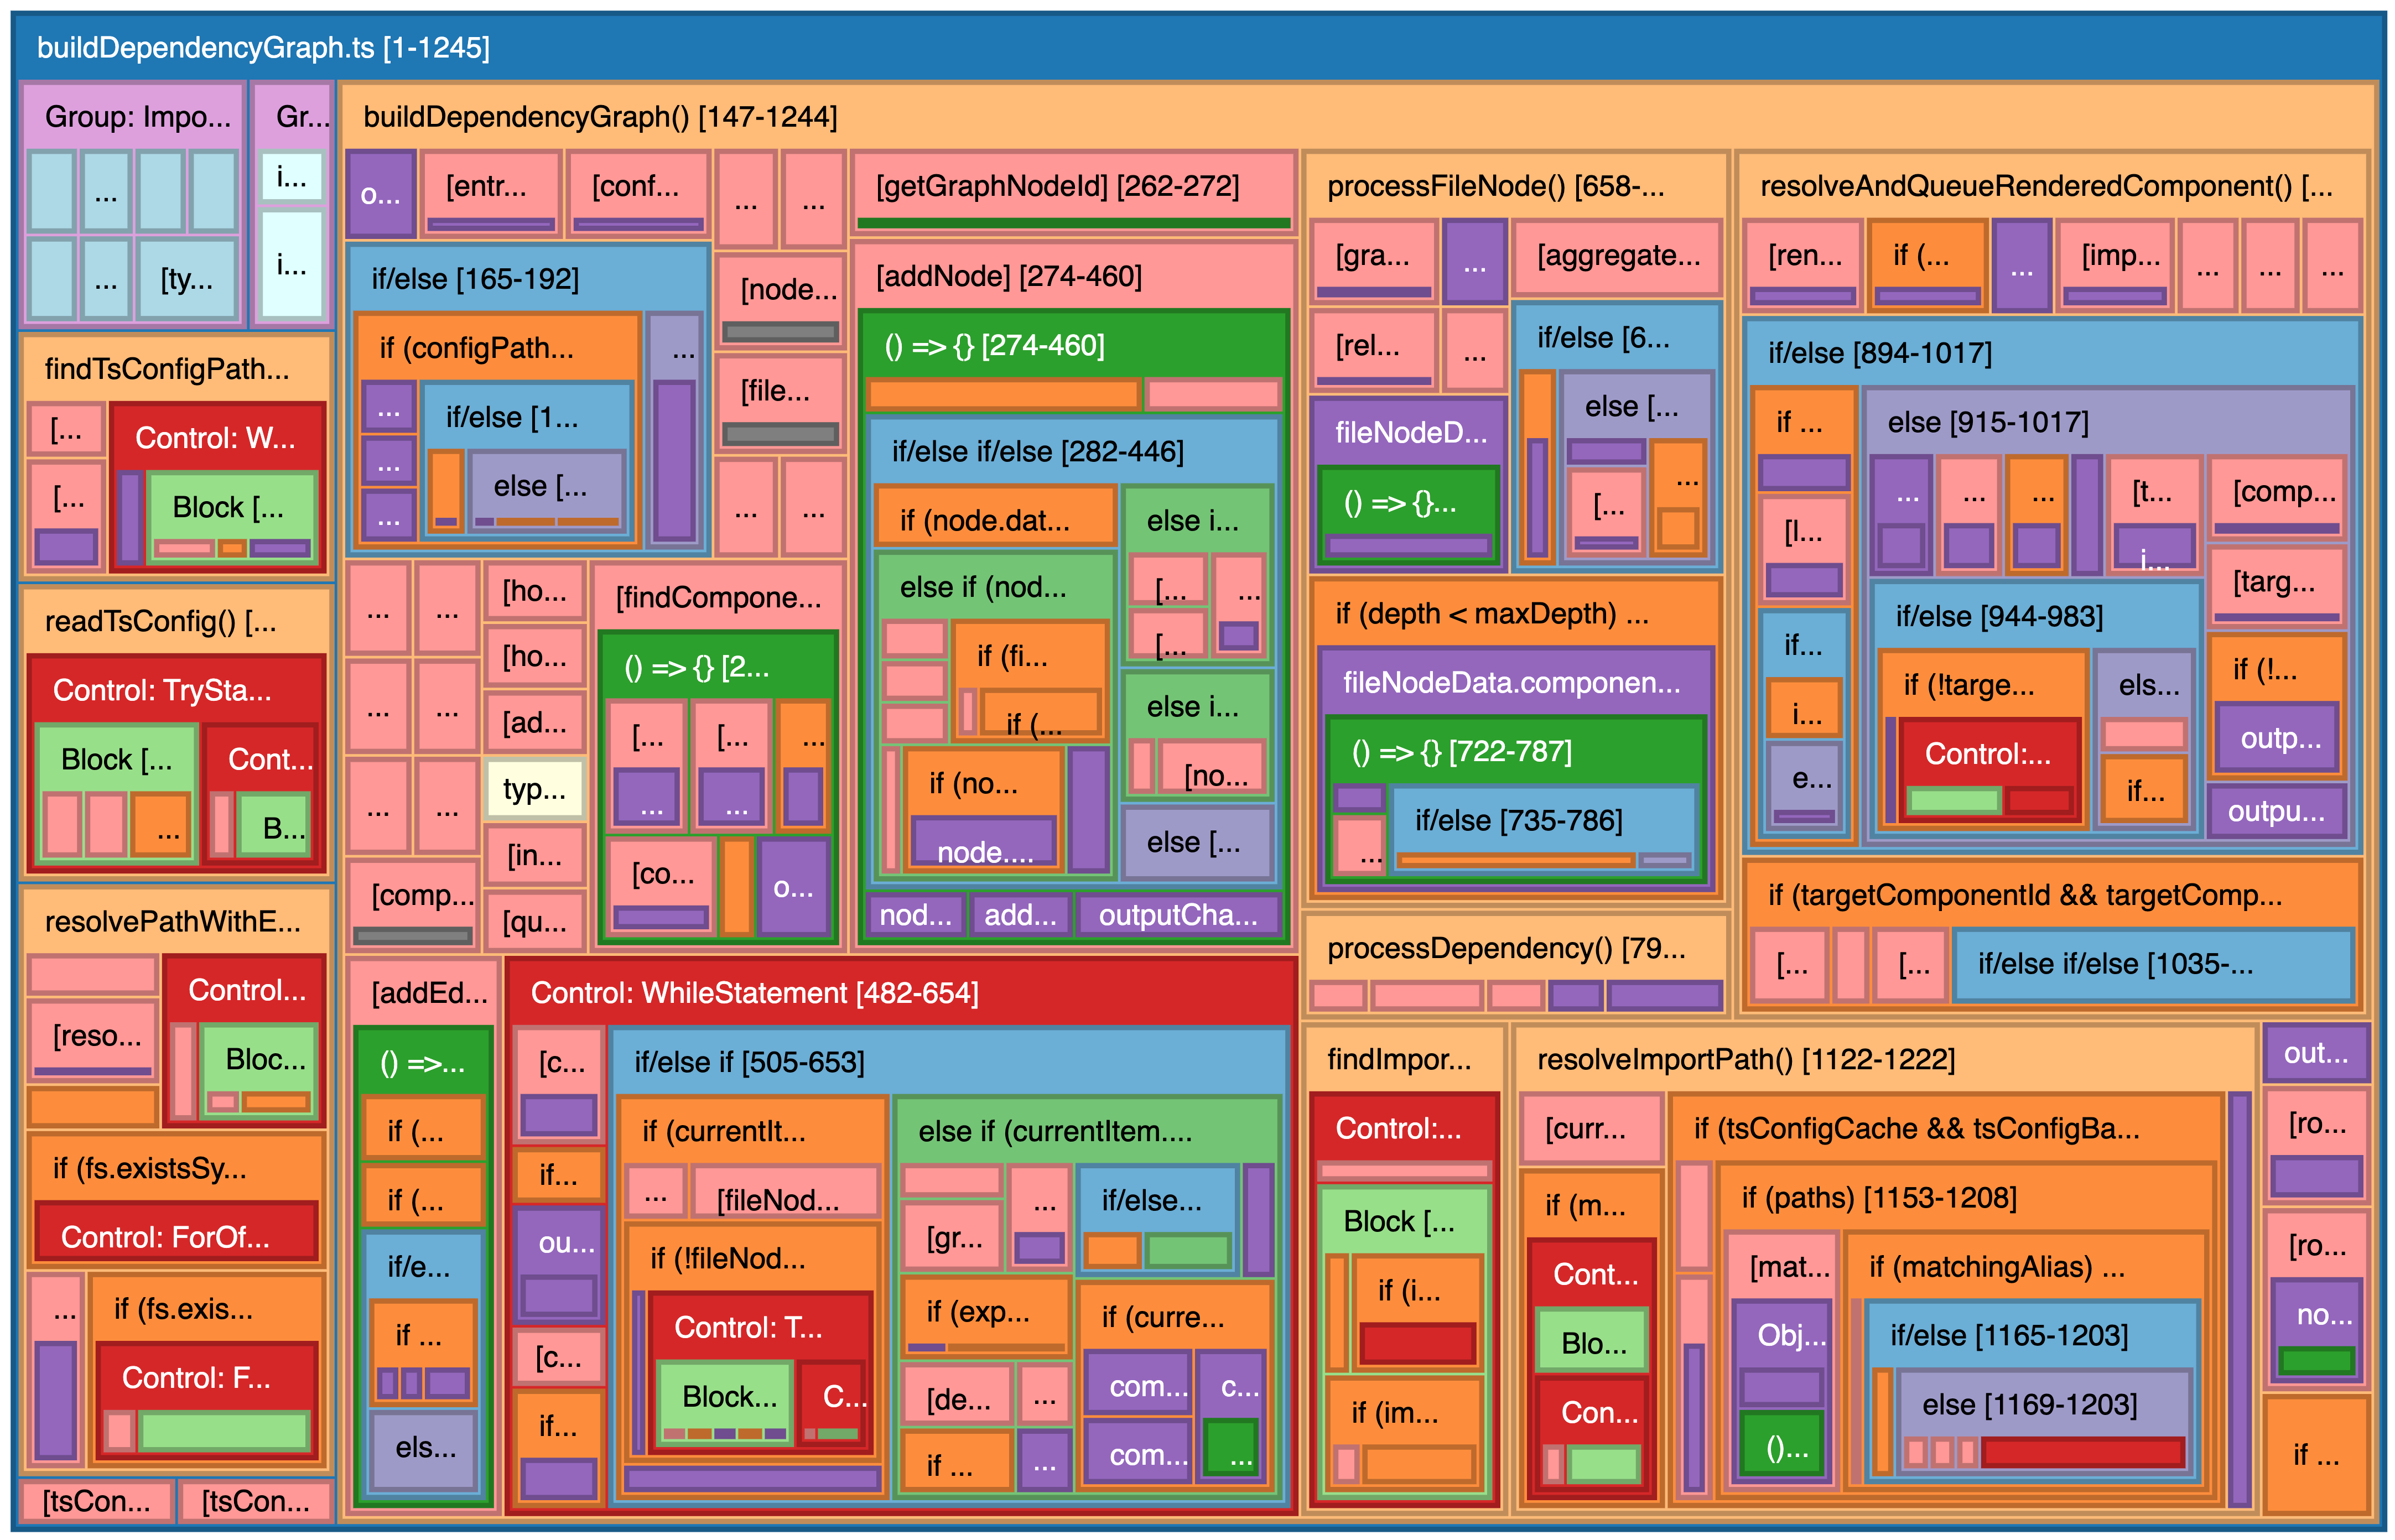 buildDependencyGraph.ts [1-1245]
Group: Impo...
...
...
[ty...
Gr...
i...
i...
findTsConfigPath...
[...
[...
Control: W...
Block [...
readTsConfig() [...
Control: TrySta...
Block [...
...
Cont...
B...
resolvePathWithE...
[reso...
Control...
Bloc...
if (fs.existsSy...
Control: ForOf...
...
if (fs.exis...
Control: F...
[tsCon...
[tsCon...
buildDependencyGraph() [147-1244]
o...
[entr...
[conf...
...
...
if/else [165-192]
if (configPath...
...
...
...
if/else [1...
else [...
...
[node...
[file...
...
...
...
...
...
...
...
...
[comp...
[ho...
[ho...
[ad...
typ...
[in...
[qu...
[findCompone...
() => {} [2...
[...
...
[...
...
...
[co...
o...
[getGraphNodeId] [262-272]
[addNode] [274-460]
() => {} [274-460]
if/else if/else [282-446]
if (node.dat...
else if (nod...
if (fi...
if (...
if (no...
node....
else i...
[...
[...
...
else i...
[no...
else [...
nod...
add...
outputCha...
[addEd...
() =>...
if (...
if (...
if/e...
if ...
els...
Control: WhileStatement [482-654]
[c...
if...
ou...
[c...
if...
if/else if [505-653]
if (currentIt...
...
[fileNod...
if (!fileNod...
Control: T...
Block...
C...
else if (currentItem....
[gr...
...
if/else...
if (exp...
[de...
...
if ...
...
if (curre...
com...
com...
c...
...
processFileNode() [658-...
[gra...
...
[aggregate...
[rel...
...
if/else [6...
else [...
[...
...
fileNodeD...
() => {}...
if (depth < maxDepth) ...
fileNodeData.componen...
() => {} [722-787]
...
if/else [735-786]
processDependency() [79...
resolveAndQueueRenderedComponent() [...
[ren...
if (...
...
[imp...
...
...
...
if/else [894-1017]
if ...
[l...
if...
i...
e...
else [915-1017]
...
...
...
[t...
i...
[comp...
[targ...
if/else [944-983]
if (!targe...
Control:...
els...
if...
if (!...
outp...
outpu...
if (targetComponentId && targetComp...
[...
[...
if/else if/else [1035-...
findImpor...
Control:...
Block [...
if (i...
if (im...
resolveImportPath() [1122-1222]
[curr...
if (m...
Cont...
Blo...
Con...
if (tsConfigCache && tsConfigBa...
if (paths) [1153-1208]
[mat...
Obj...
()...
if (matchingAlias) ...
if/else [1165-1203]
else [1169-1203]
out...
[ro...
[ro...
no...
if ...